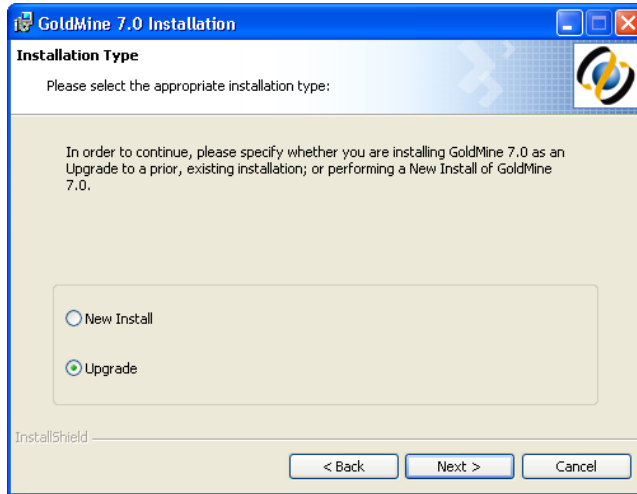 GoldMine 7.0 Installation
Installation Type
Please select the appropriate installation type:
In order to continue, please specify whether you are installing GoldMine 7.0 as an
Upgrade to a prior, existing installation; or performing a New Install of GoldMine
7.0.
New Install
Upgrade
InstallShield
< Back
Next >
Cancel